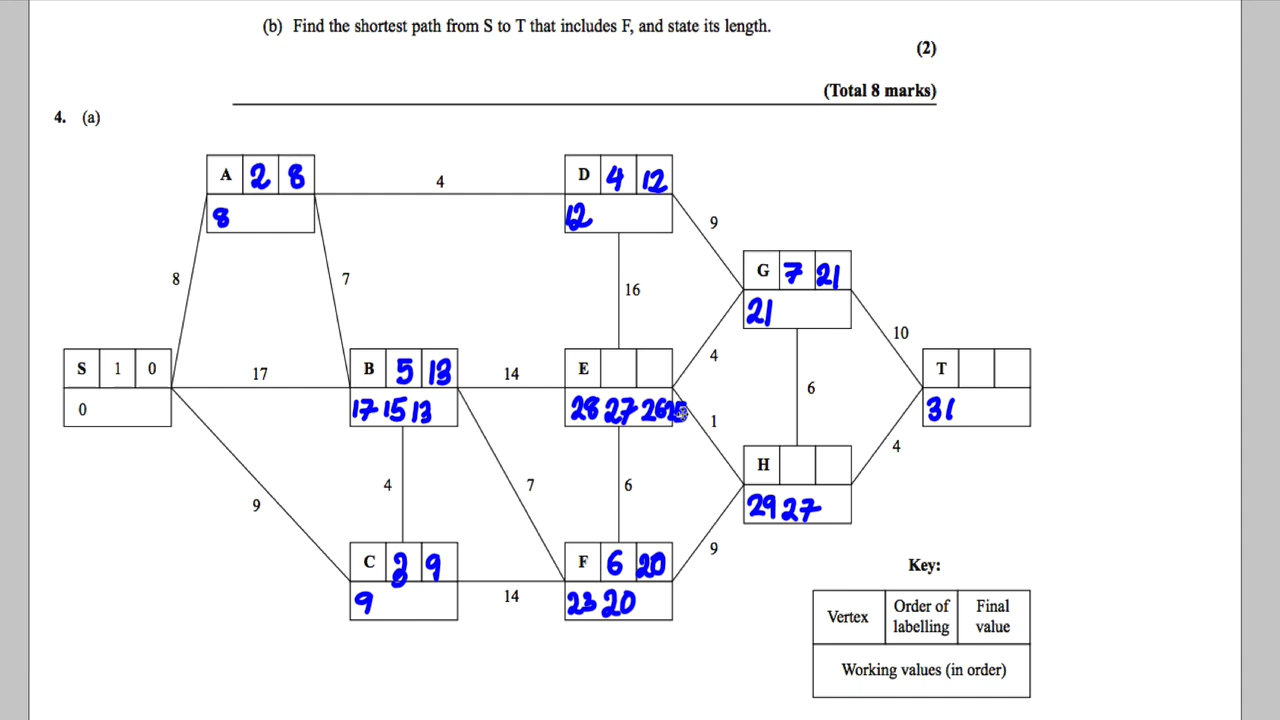 (b) Find the shortest path from S to T that includes F, and state its length.
(2)
(Total 8 marks)
4. (a)
A 2 8
8
4
D 4 12
12
8
7
16
9
G 7 21
21
S 1 0
0
17
B 5 13
17 15 13
14
E
28 27 26 25
4
10
T
31
6
1
9
4
7
6
H
29 27
4
C 3 9
9
14
F 6 20
23 20
9
Key:
Vertex
Order of labelling
Final value
Working values (in order)